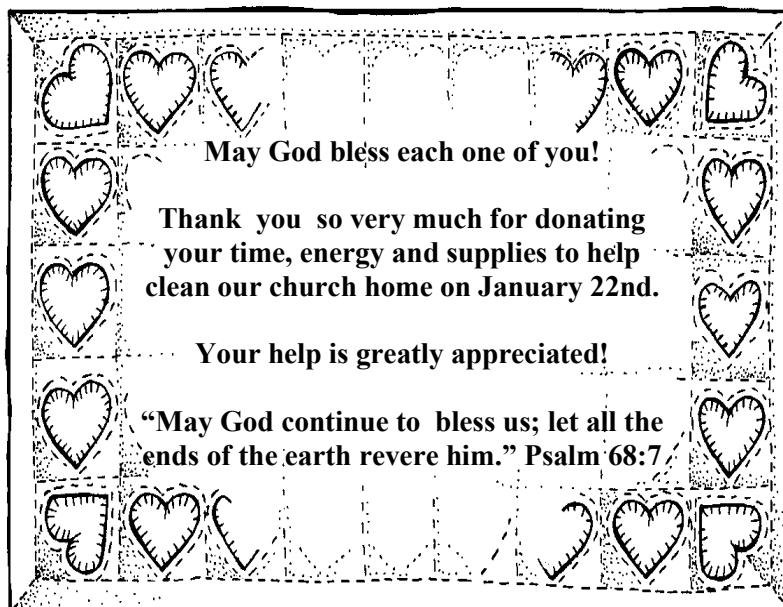 May God bless each one of you!
Thank you so very much for donating
your time, energy and supplies to help
clean our church home on January 22nd.
Your help is greatly appreciated!
“May God continue to bless us; let all the
ends of the earth revere him.” Psalm 68:7